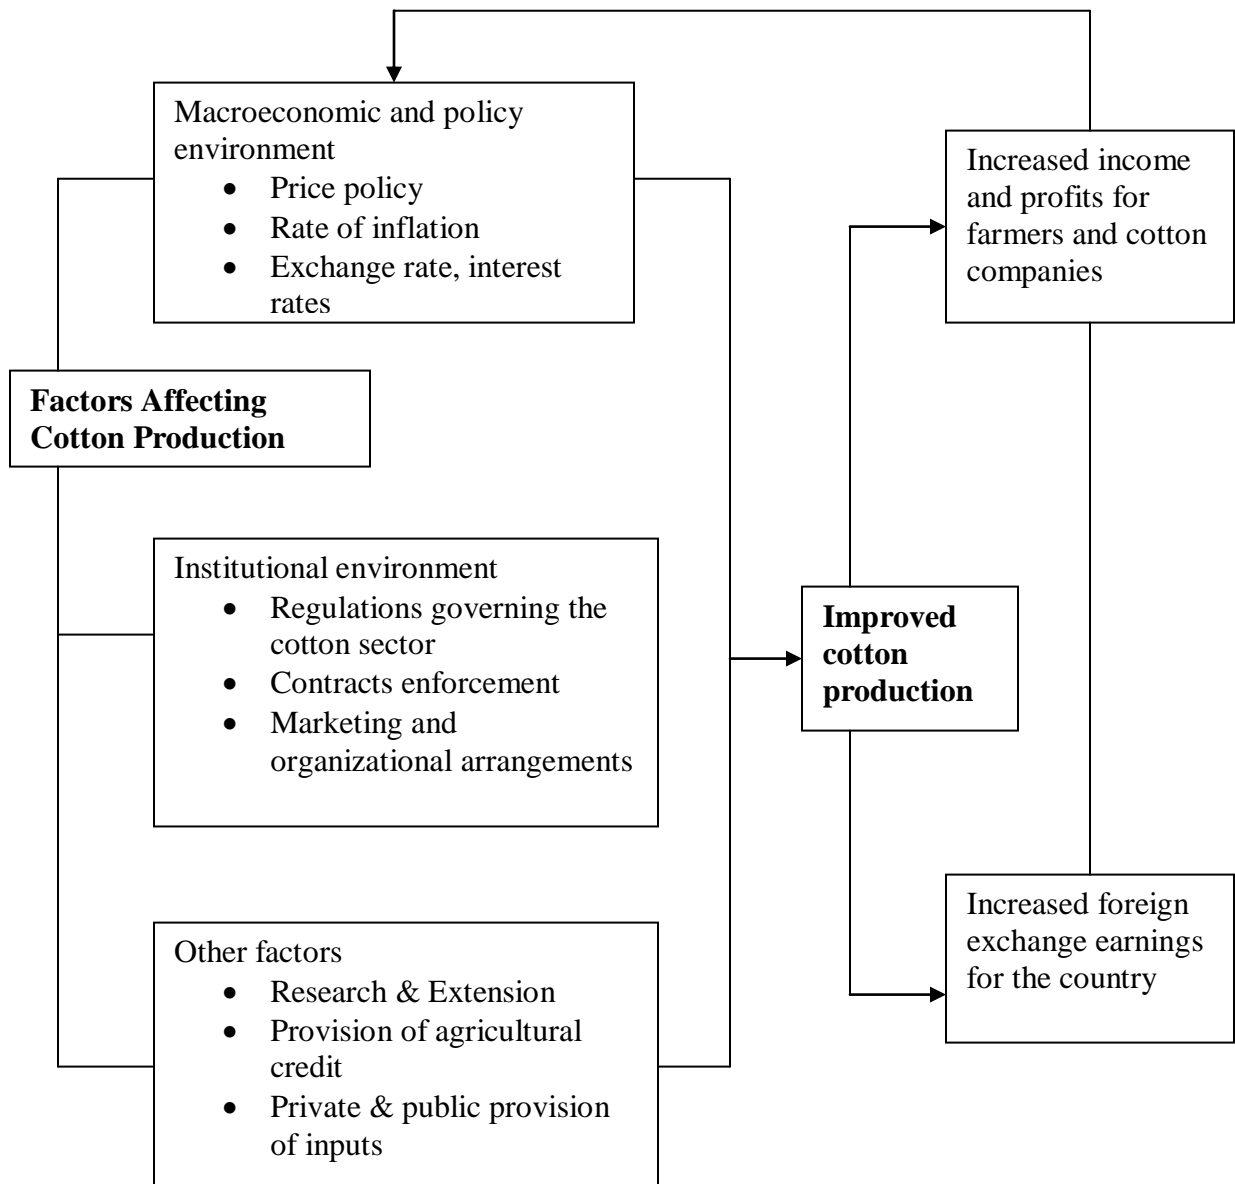 Macroeconomic and policy
environment
• Price policy
• Rate of inflation
• Exchange rate, interest
rates
Increased income
and profits for
farmers and cotton
companies
Factors Affecting
Cotton Production
Institutional environment
• Regulations governing the
cotton sector
• Contracts enforcement
• Marketing and
organizational arrangements
Improved
cotton
production
Other factors
• Research & Extension
• Provision of agricultural
credit
• Private & public provision
of inputs
Increased foreign
exchange earnings
for the country